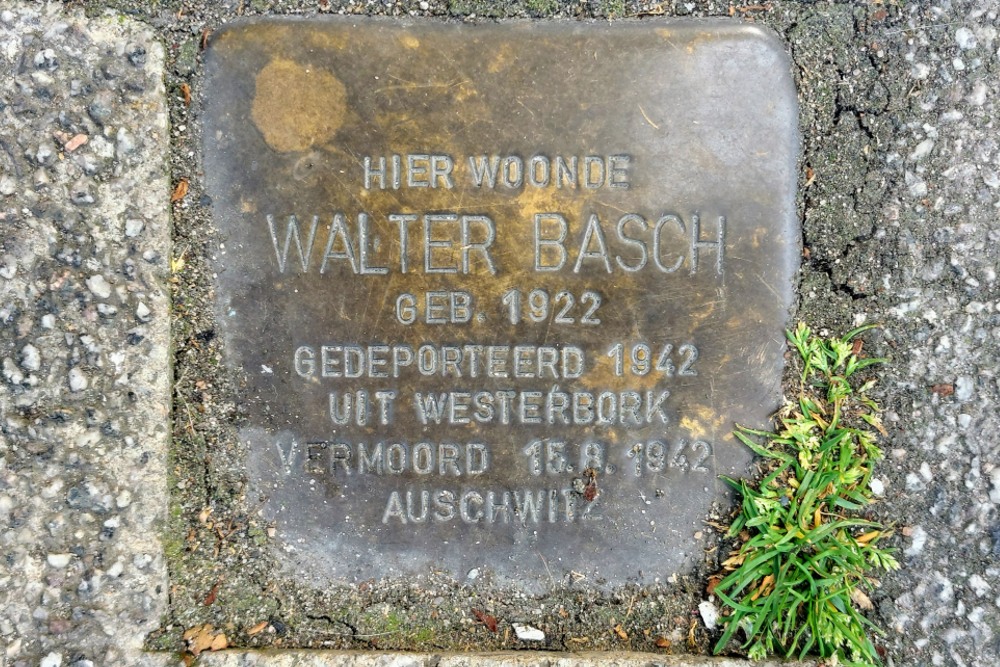 HIER WOONDE
WALTER BASCH
GEB. 1922
GEDEPORTEERD 1942
UIT WESTERBORK
VERMOORD 15.8.1942
AUSCHWITZ